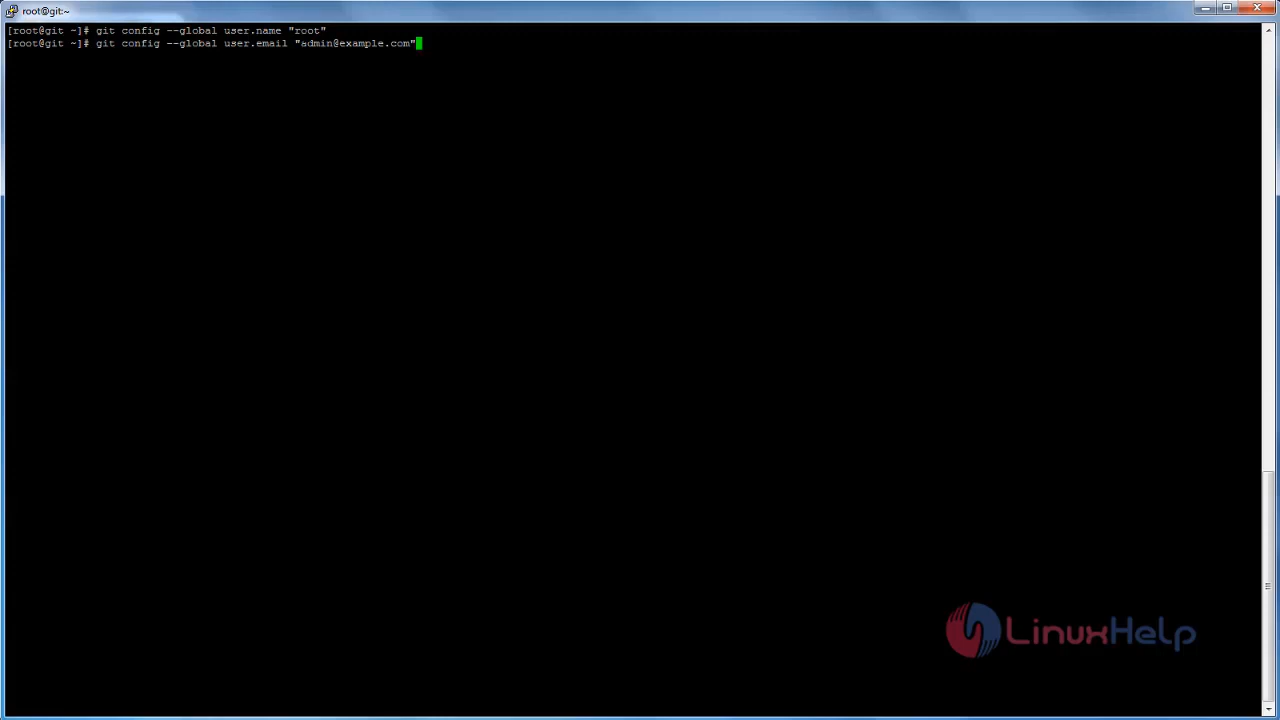 root@git:~
[root@git ~]# git config --global user.name "root"
[root@git ~]# git config --global user.email "admin@example.com"
LinuxHelp